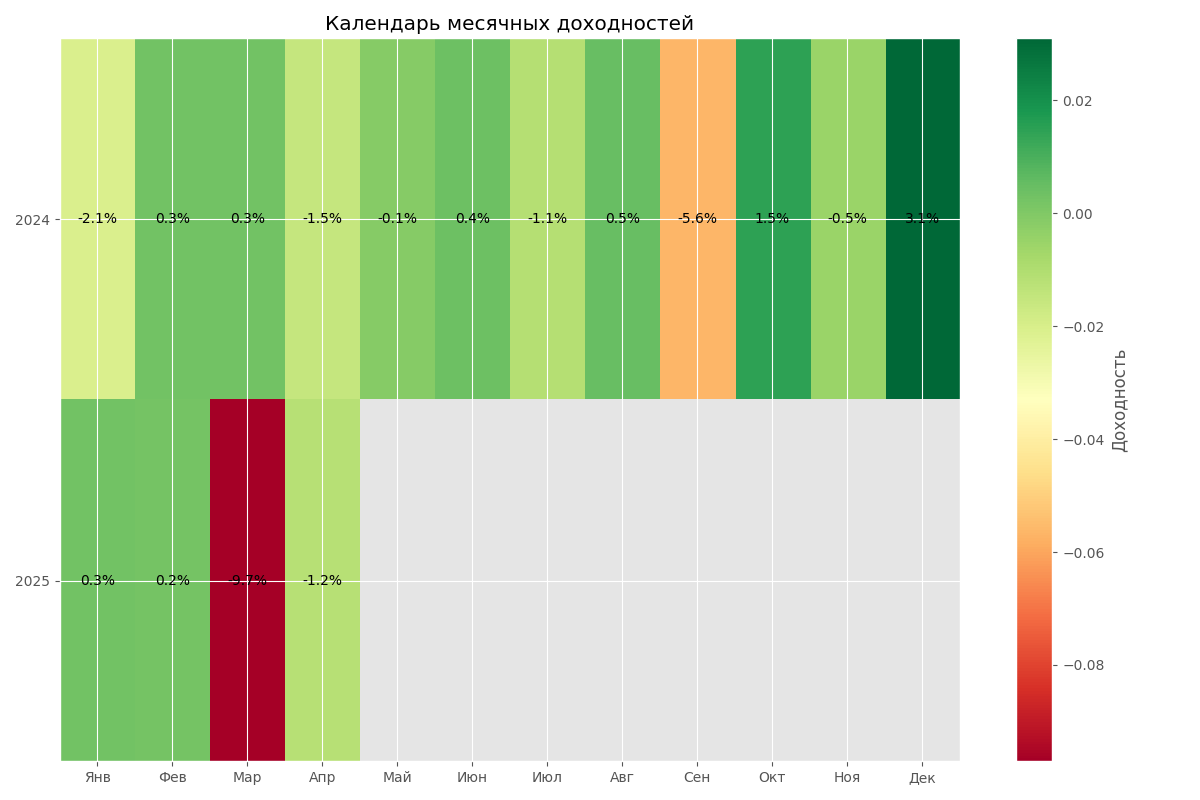 Календарь месячных доходностей
2024
-2.1% 0.3% 0.3% -1.5% -0.1% 0.4% -1.1% 0.5% -5.6% 1.5% -0.5% 3.1%
2025
0.3% 0.2% -9.7% -1.2%
Янв Фев Мар Апр Май Июн Июл Авг Сен Окт Ноя Дек
0.02
0.00
−0.02
−0.04
−0.06
−0.08
Доходность